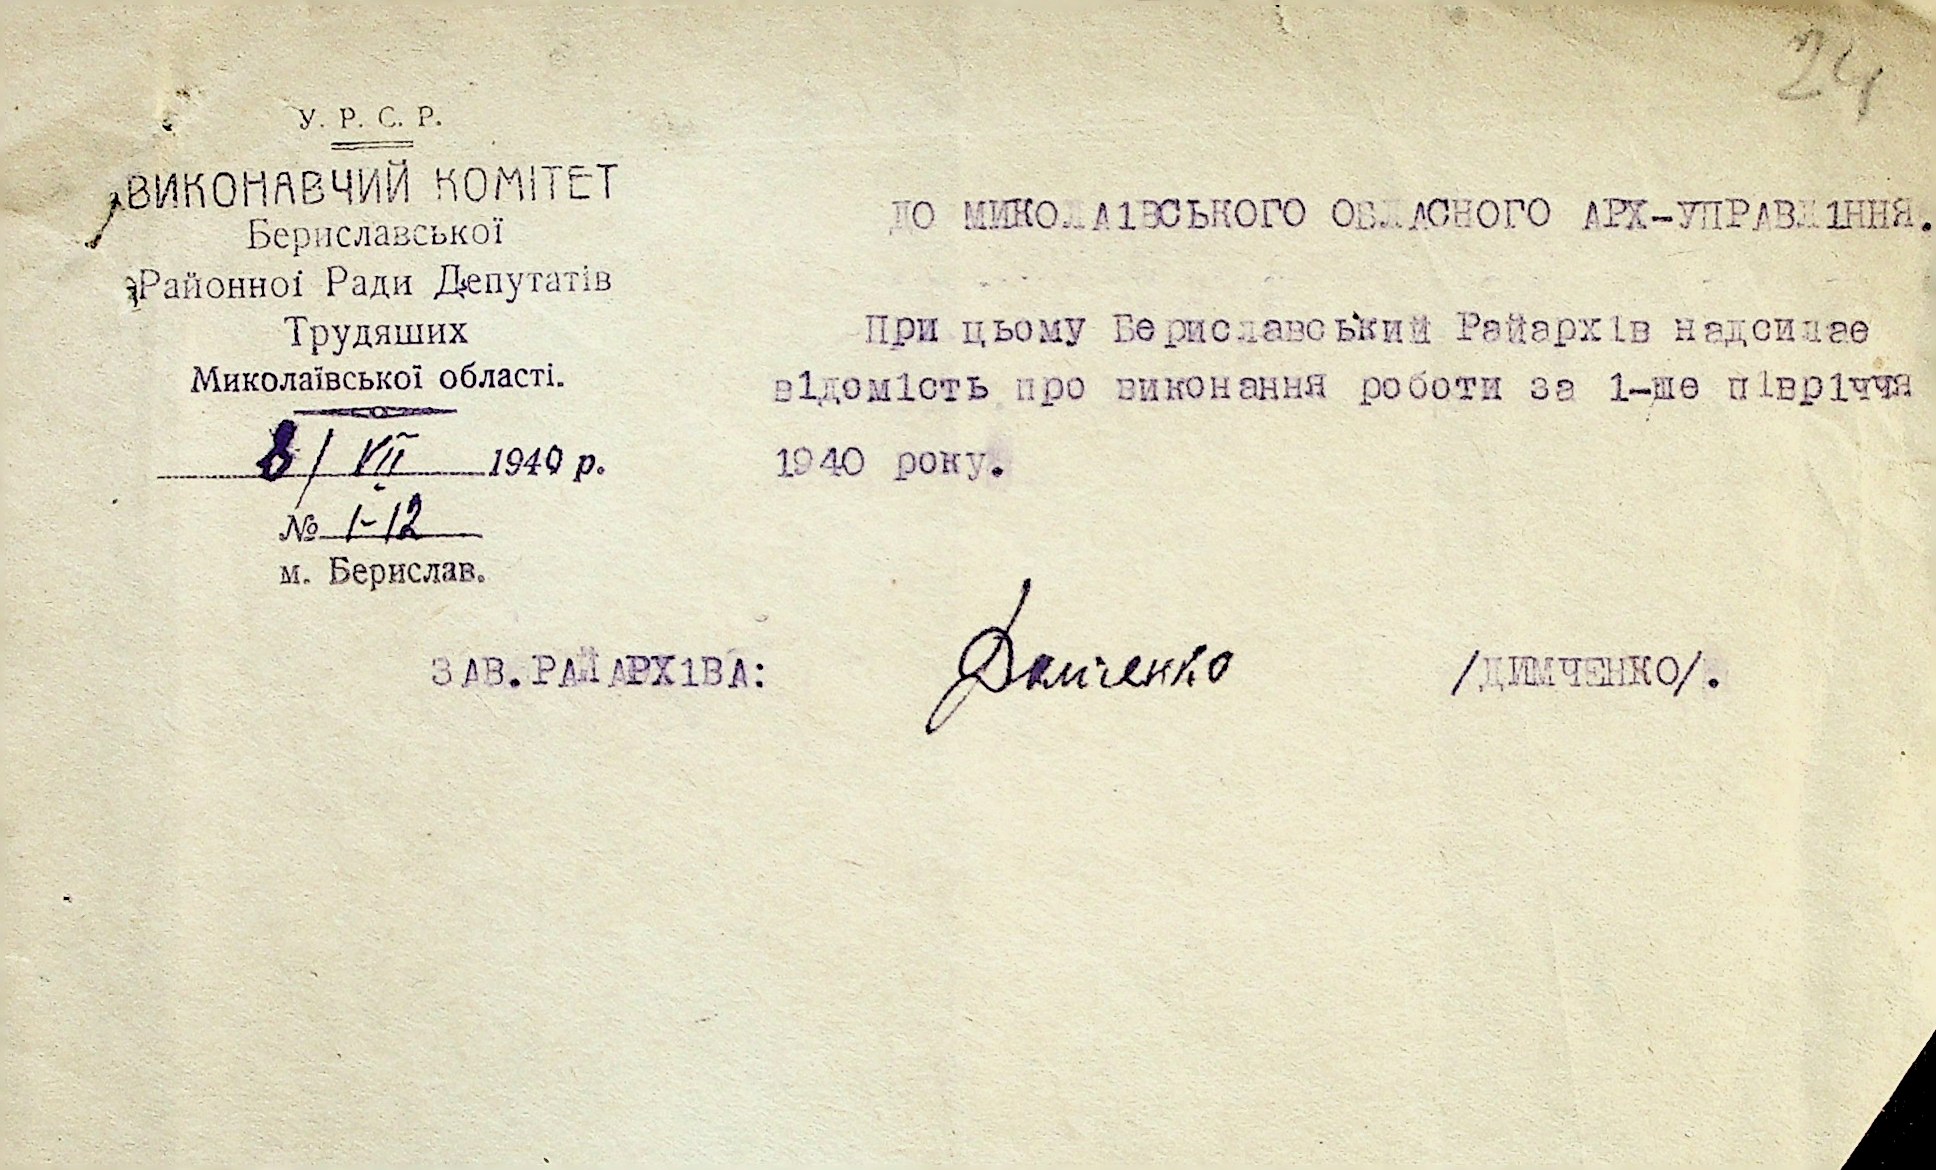 24
У. Р. С. Р.
ВИКОНАВЧИЙ КОМІТЕТ
Бериславської
Районної Ради Депутатів
Трудящих
Миколаївської області.
8/VII 1940 р.
№ 1-12
м. Берислав.
ДО МИКОЛАІВСЬКОГО ОБЛАСНОГО АРХ-УПРАВЛІННЯ.
При цьому Бериславський Райархів надсилає
відомість про виконання роботи за 1-ше півріччя
1940 року.
ЗАВ.РАЙАРХІВА: Димченко /ДИМЧЕНКО/.